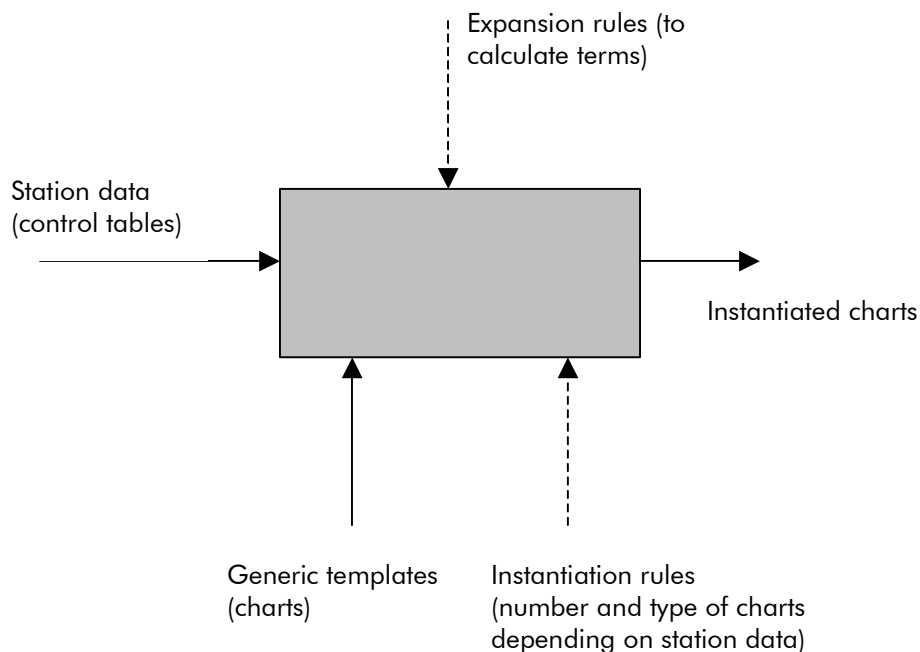 Expansion rules (to
calculate terms)
Station data
(control tables)
Instantiated charts
Generic templates
(charts)
Instantiation rules
(number and type of charts
depending on station data)